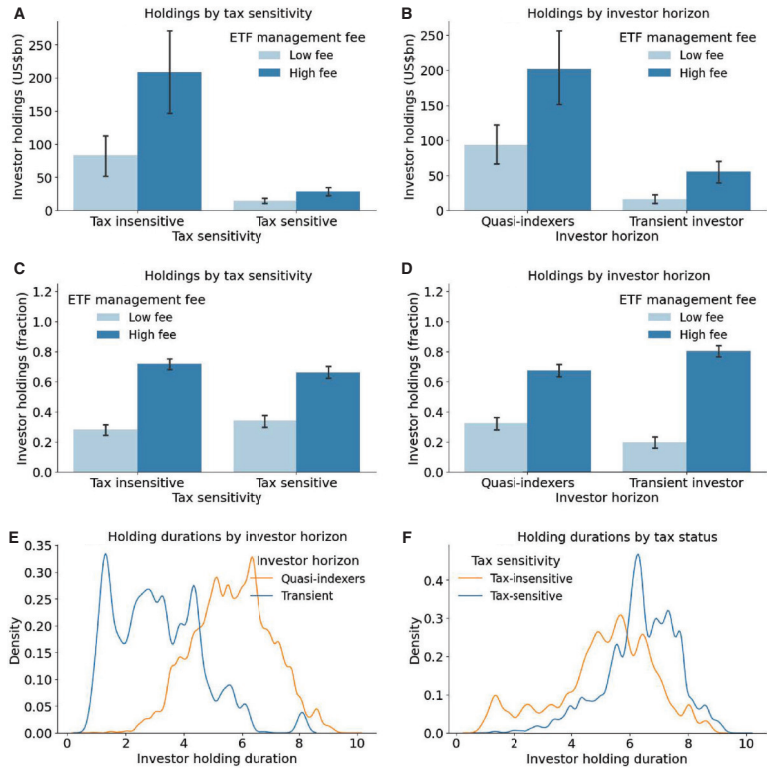 A
Holdings by tax sensitivity
Investor holdings (US$bn)
250
200
150
100
50
0
ETF management fee
Low fee
High fee
Tax insensitive
Tax sensitive
Tax sensitivity
B
Holdings by investor horizon
Investor holdings (US$bn)
250
200
150
100
50
0
ETF management fee
Low fee
High fee
Quasi-indexers
Transient investor
Investor horizon
C
Holdings by tax sensitivity
Investor holdings (fraction)
1.2
1.0
0.8
0.6
0.4
0.2
0.0
ETF management fee
Low fee
High fee
Tax insensitive
Tax sensitive
Tax sensitivity
D
Holdings by investor horizon
Investor holdings (fraction)
1.2
1.0
0.8
0.6
0.4
0.2
0.0
ETF management fee
Low fee
High fee
Quasi-indexers
Transient investor
Investor horizon
E
Holding durations by investor horizon
Density
0.35
0.30
0.25
0.20
0.15
0.10
0.05
0.00
Investor horizon
Quasi-indexers
Transient
0 2 4 6 8 10
Investor holding duration
F
Holding durations by tax status
Density
0.4
0.3
0.2
0.1
0.0
Tax sensitivity
Tax-insensitive
Tax-sensitive
0 2 4 6 8 10
Investor holding duration